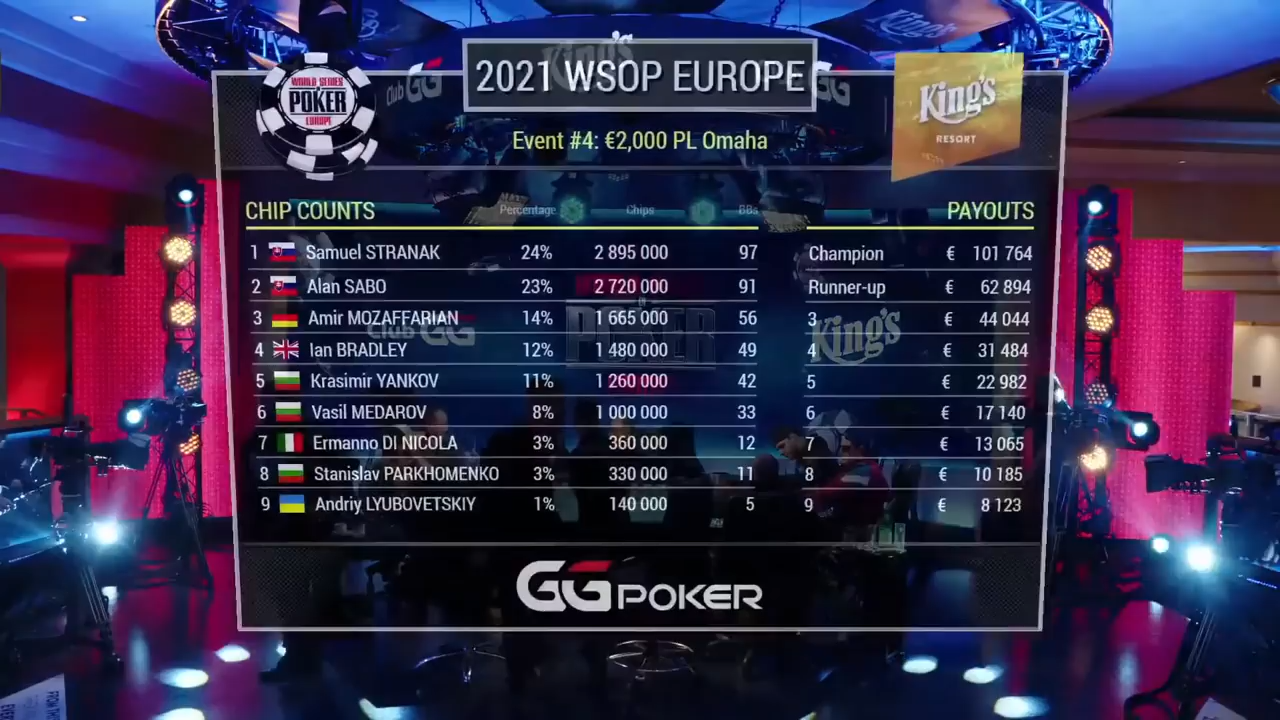 2021 WSOP EUROPE
WORLD SERIES
POKER
EUROPE
King's
RESORT
Club GG
Event #4: €2,000 PL Omaha
CHIP COUNTS Percentage Chips BBs PAYOUTS
1 Samuel STRANAK 24% 2 895 000 97 Champion € 101 764
2 Alan SABO 23% 2 720 000 91 Runner-up € 62 894
3 Amir MOZAFFARIAN 14% 1 665 000 56 3 € 44 044
4 Ian BRADLEY 12% 1 480 000 49 4 € 31 484
5 Krasimir YANKOV 11% 1 260 000 42 5 € 22 982
6 Vasil MEDAROV 8% 1 000 000 33 6 € 17 140
7 Ermanno DI NICOLA 3% 360 000 12 7 € 13 065
8 Stanislav PARKHOMENKO 3% 330 000 11 8 € 10 185
9 Andriy LYUBOVETSKIY 1% 140 000 5 9 € 8 123
Club GG
POKER
King's
GGPOKER